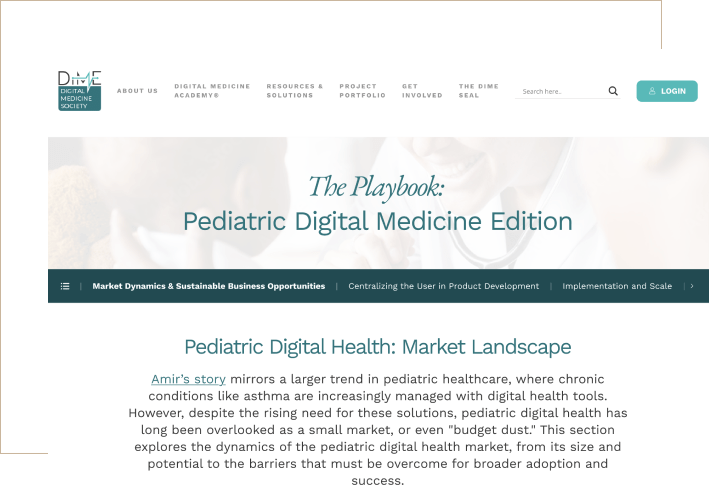 DiME
DIGITAL
MEDICINE
SOCIETY
ABOUT US
DIGITAL MEDICINE
ACADEMY®
RESOURCES &
SOLUTIONS
PROJECT
PORTFOLIO
GET
INVOLVED
THE DIME
SEAL
Search here..
LOGIN
The Playbook:
Pediatric Digital Medicine Edition
Market Dynamics & Sustainable Business Opportunities | Centralizing the User in Product Development | Implementation and Scale |
Pediatric Digital Health: Market Landscape
Amir's story mirrors a larger trend in pediatric healthcare, where chronic
conditions like asthma are increasingly managed with digital health tools.
However, despite the rising need for these solutions, pediatric digital health has
long been overlooked as a small market, or even "budget dust." This section
explores the dynamics of the pediatric digital health market, from its size and
potential to the barriers that must be overcome for broader adoption and
success.